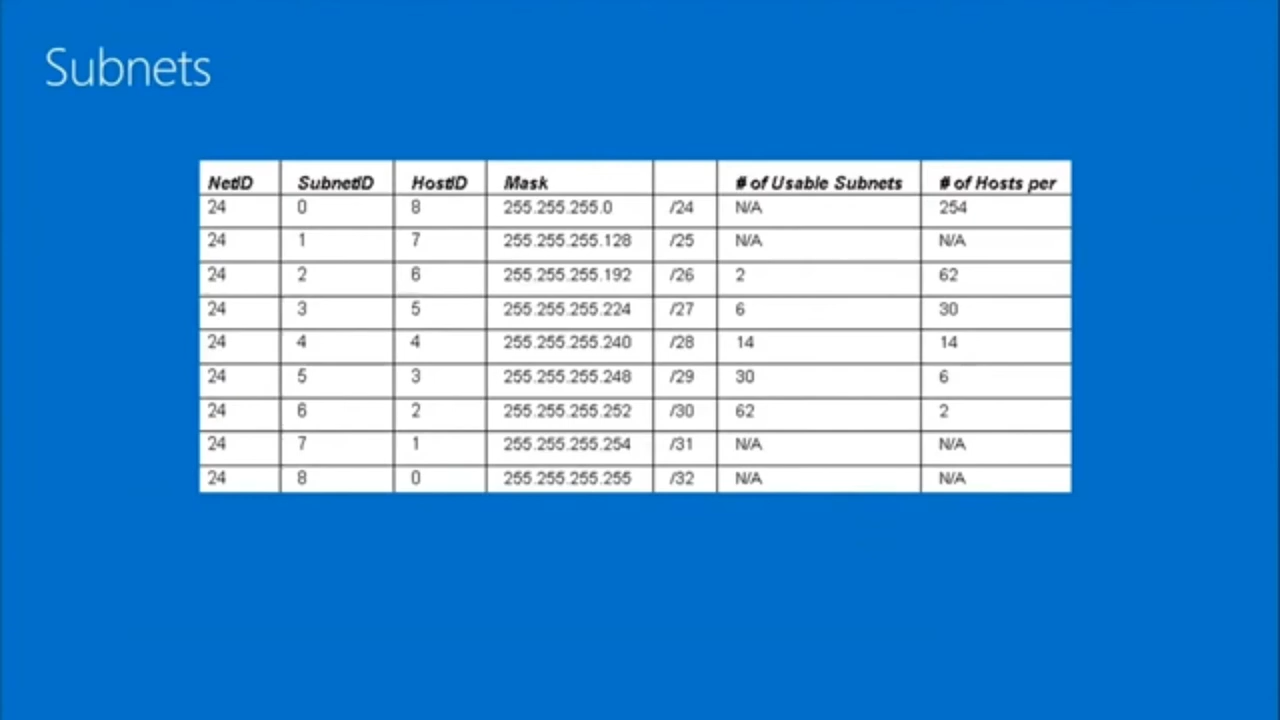 Subnets
NetID SubnetID HostID Mask # of Usable Subnets # of Hosts per
24 0 8 255.255.255.0 /24 N/A 254
24 1 7 255.255.255.128 /25 N/A N/A
24 2 6 255.255.255.192 /26 2 62
24 3 5 255.255.255.224 /27 6 30
24 4 4 255.255.255.240 /28 14 14
24 5 3 255.255.255.248 /29 30 6
24 6 2 255.255.255.252 /30 62 2
24 7 1 255.255.255.254 /31 N/A N/A
24 8 0 255.255.255.255 /32 N/A N/A